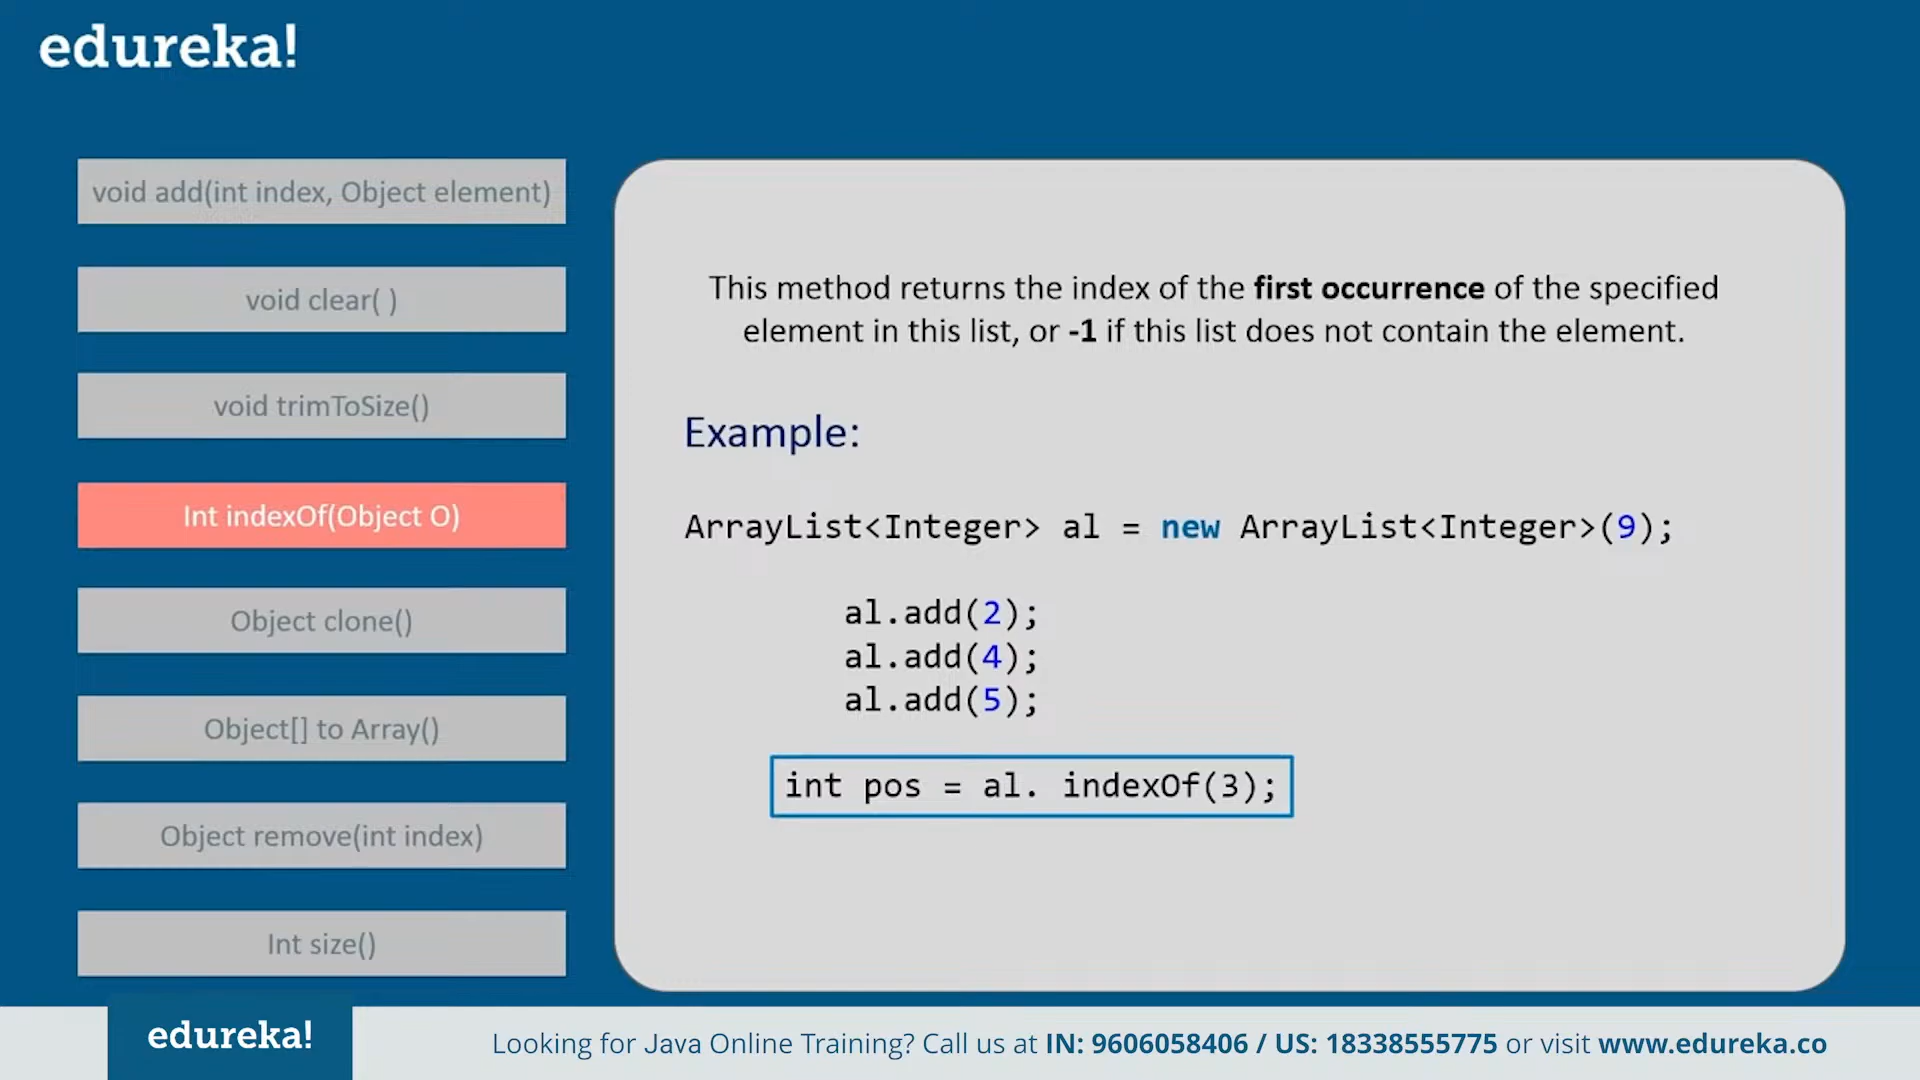 edureka!
void add(int index, Object element)
void clear( )
void trimToSize()
Int indexOf(Object O)
Object clone()
Object[] to Array()
Object remove(int index)
Int size()
This method returns the index of the first occurrence of the specified
element in this list, or -1 if this list does not contain the element.
Example:
ArrayList<Integer> al = new ArrayList<Integer>(9);
al.add(2);
al.add(4);
al.add(5);
int pos = al. indexOf(3);
edureka!
Looking for Java Online Training? Call us at IN: 9606058406 / US: 18338555775 or visit www.edureka.co